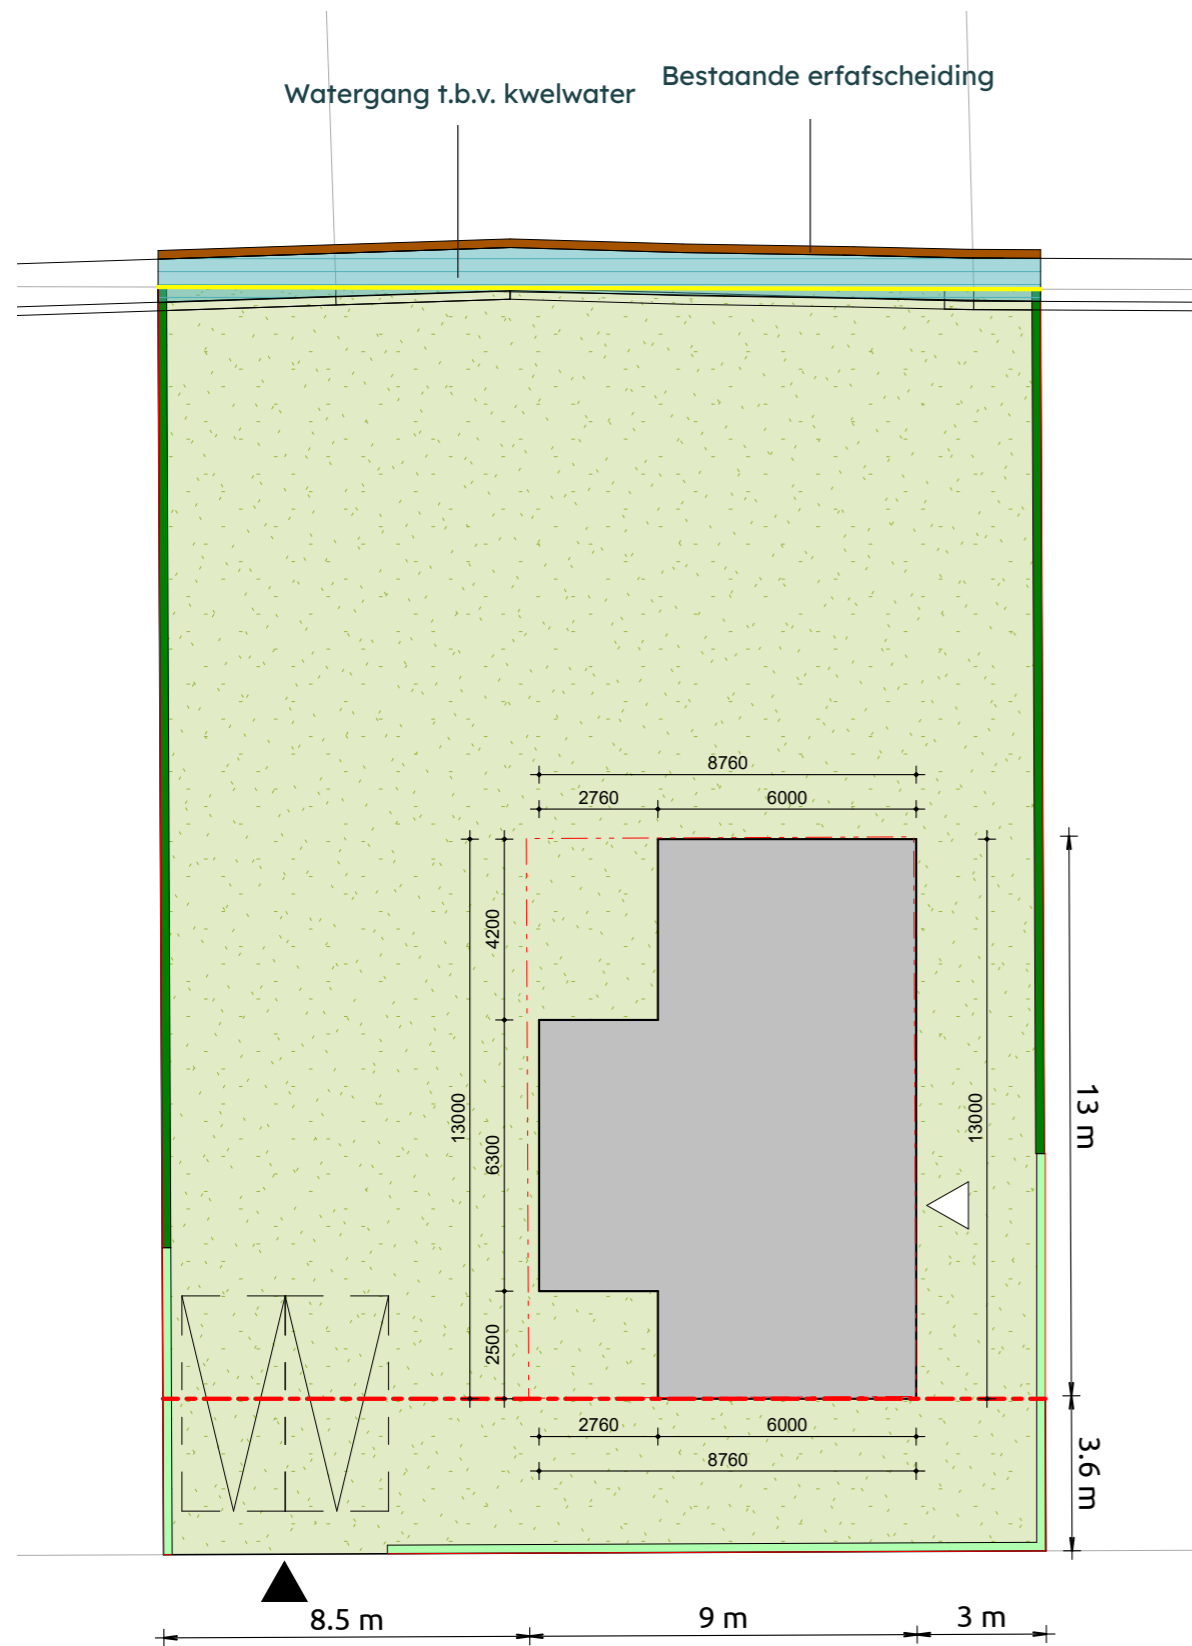 Watergang t.b.v. kwelwater
Bestaande erfafscheiding
8760
2760
6000
4200
13000
6300
2500
13000
13 m
2760
6000
8760
3.6 m
8.5 m
9 m
3 m